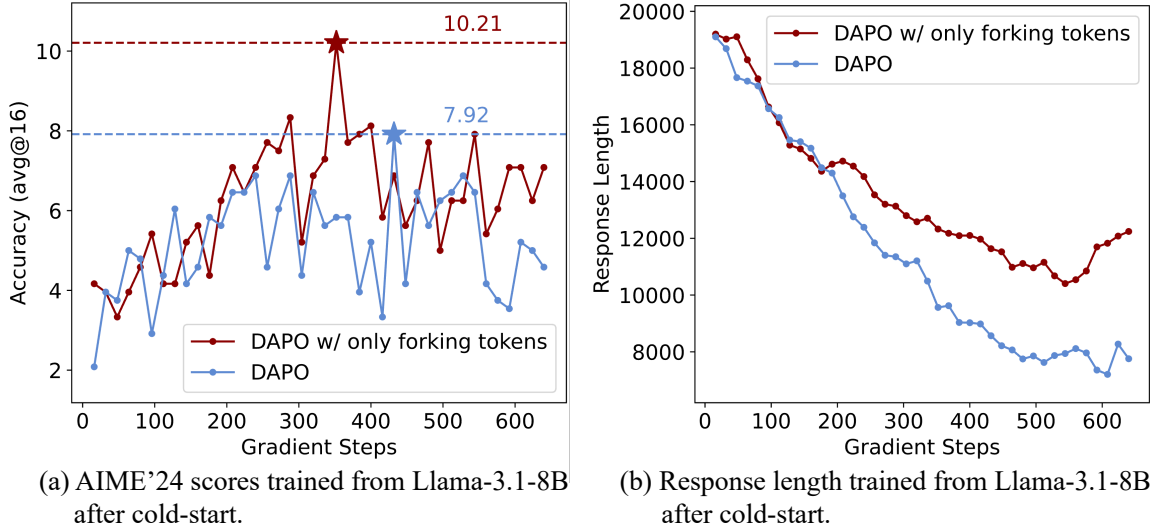 10.21
7.92
10
8
6
4
2
Accuracy (avg@16)
DAPO w/ only forking tokens
DAPO
0 100 200 300 400 500 600
Gradient Steps
(a) AIME’24 scores trained from Llama-3.1-8B
after cold-start.
20000
18000
16000
14000
12000
10000
8000
Response Length
DAPO w/ only forking tokens
DAPO
0 100 200 300 400 500 600
Gradient Steps
(b) Response length trained from Llama-3.1-8B
after cold-start.